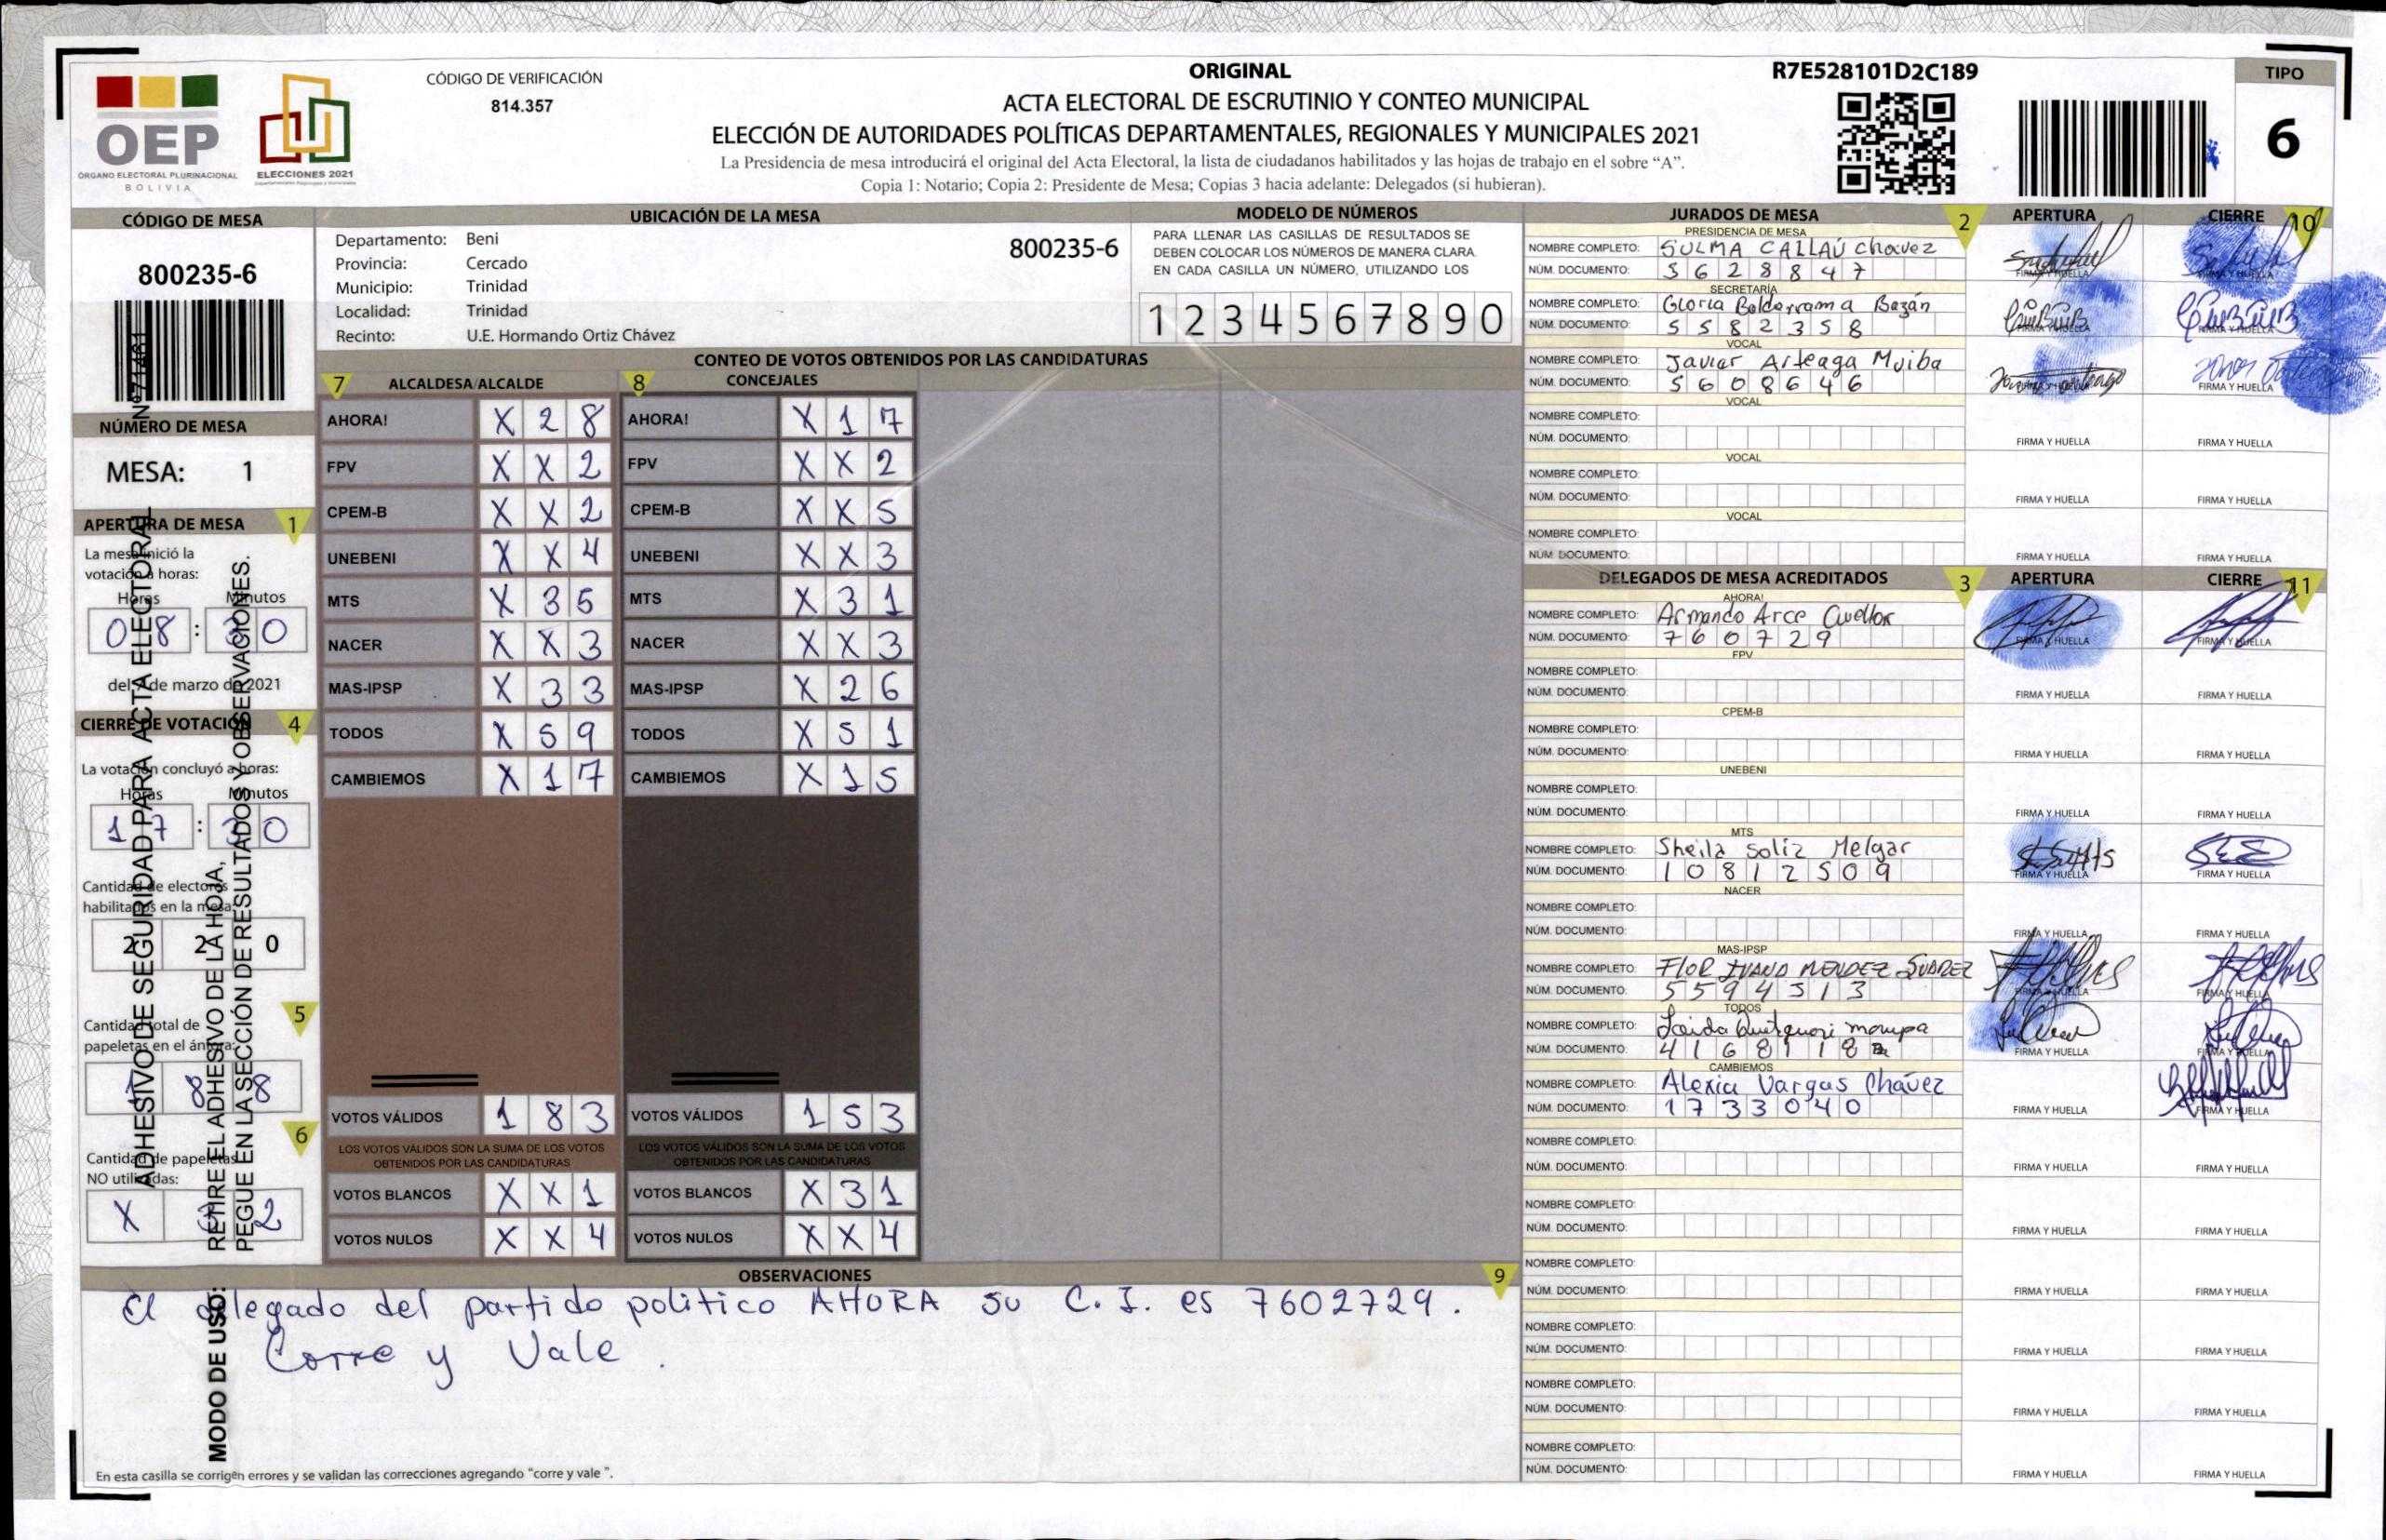 CÓDIGO DE VERIFICACIÓN
814.357
ORIGINAL
R7E528101D2C189
TIPO
6
ACTA ELECTORAL DE ESCRUTINIO Y CONTEO MUNICIPAL
ELECCIÓN DE AUTORIDADES POLÍTICAS DEPARTAMENTALES, REGIONALES Y MUNICIPALES 2021
La Presidencia de mesa introducirá el original del Acta Electoral, la lista de ciudadanos habilitados y las hojas de trabajo en el sobre “A”.
Copia 1: Notario; Copia 2: Presidente de Mesa; Copias 3 hacia adelante: Delegados (si hubieran).
OEP
ÓRGANO ELECTORAL PLURINACIONAL
BOLIVIA
ELECCIONES 2021
CÓDIGO DE MESA
800235-6
NÚMERO DE MESA
MESA: 1
APERTURA DE MESA 1
La mesa inició la
votación a horas:
Horas Minutos
08 : 30
del 7 de marzo de 2021
CIERRE DE VOTACIÓN 4
La votación concluyó a horas:
Horas Minutos
17 : 30
Cantidad de electores
habilitados en la mesa:
2 2 0
5
Cantidad total de
papeletas en el ánfora:
1 8 8
6
Cantidad de papeletas
NO utilizadas:
X 3 2
ADHESIVO DE SEGURIDAD PARA ACTA ELECTORAL
MODO DE USO: RETIRE EL ADHESIVO DE LA HOJA,
PEGUE EN LA SECCIÓN DE RESULTADOS Y OBSERVACIONES.
UBICACIÓN DE LA MESA
Departamento: Beni
800235-6
Provincia: Cercado
Municipio: Trinidad
Localidad: Trinidad
Recinto: U.E. Hormando Ortiz Chávez
MODELO DE NÚMEROS
PARA LLENAR LAS CASILLAS DE RESULTADOS SE
DEBEN COLOCAR LOS NÚMEROS DE MANERA CLARA.
EN CADA CASILLA UN NÚMERO, UTILIZANDO LOS
1 2 3 4 5 6 7 8 9 0
CONTEO DE VOTOS OBTENIDOS POR LAS CANDIDATURAS
7 ALCALDESA/ALCALDE 8 CONCEJALES
AHORA! X 2 8 AHORA! X 1 7
FPV X X 2 FPV X X 2
CPEM-B X X 2 CPEM-B X X 5
UNEBENI X X 4 UNEBENI X X 3
MTS X 3 5 MTS X 3 1
NACER X X 3 NACER X X 3
MAS-IPSP X 3 3 MAS-IPSP X 2 6
TODOS X 5 9 TODOS X 5 1
CAMBIEMOS X 1 7 CAMBIEMOS X 1 5
VOTOS VÁLIDOS 1 8 3 VOTOS VÁLIDOS 1 5 3
LOS VOTOS VÁLIDOS SON LA SUMA DE LOS VOTOS LOS VOTOS VÁLIDOS SON LA SUMA DE LOS VOTOS
OBTENIDOS POR LAS CANDIDATURAS OBTENIDOS POR LAS CANDIDATURAS
VOTOS BLANCOS X X 1 VOTOS BLANCOS X 3 1
VOTOS NULOS X X 4 VOTOS NULOS X X 4
OBSERVACIONES 9
El delegado del partido politico AHORA su C.I. es 7602729.
Corre y Vale.
En esta casilla se corrigen errores y se validan las correcciones agregando “corre y vale ”.
JURADOS DE MESA 2 APERTURA CIERRE 10
PRESIDENCIA DE MESA
NOMBRE COMPLETO: SULMA CALLAÚ Chavez
NÚM. DOCUMENTO: 5628847 FIRMA Y HUELLA FIRMA Y HUELLA
SECRETARÍA
NOMBRE COMPLETO: Gloria Balderrama Bazán
NÚM. DOCUMENTO: 5582358 FIRMA Y HUELLA FIRMA Y HUELLA
VOCAL
NOMBRE COMPLETO: Javier Arteaga Muiba
NÚM. DOCUMENTO: 5608646 FIRMA Y HUELLA FIRMA Y HUELLA
VOCAL
NOMBRE COMPLETO:
NÚM. DOCUMENTO: FIRMA Y HUELLA FIRMA Y HUELLA
VOCAL
NOMBRE COMPLETO:
NÚM. DOCUMENTO: FIRMA Y HUELLA FIRMA Y HUELLA
VOCAL
NOMBRE COMPLETO:
NÚM. DOCUMENTO: FIRMA Y HUELLA FIRMA Y HUELLA
DELEGADOS DE MESA ACREDITADOS 3 APERTURA CIERRE 11
AHORA!
NOMBRE COMPLETO: Armando Arce Cuellar
NÚM. DOCUMENTO: 760729 FIRMA Y HUELLA FIRMA Y HUELLA
FPV
NOMBRE COMPLETO:
NÚM. DOCUMENTO: FIRMA Y HUELLA FIRMA Y HUELLA
CPEM-B
NOMBRE COMPLETO:
NÚM. DOCUMENTO: FIRMA Y HUELLA FIRMA Y HUELLA
UNEBENI
NOMBRE COMPLETO:
NÚM. DOCUMENTO: FIRMA Y HUELLA FIRMA Y HUELLA
MTS
NOMBRE COMPLETO: Sheila Soliz Melgar
NÚM. DOCUMENTO: 10812509 FIRMA Y HUELLA FIRMA Y HUELLA
NACER
NOMBRE COMPLETO:
NÚM. DOCUMENTO: FIRMA Y HUELLA FIRMA Y HUELLA
MAS-IPSP
NOMBRE COMPLETO: FLOR IVANA MENDEZ SUAREZ
NÚM. DOCUMENTO: 5594313 FIRMA Y HUELLA FIRMA Y HUELLA
TODOS
NOMBRE COMPLETO:
NÚM. DOCUMENTO: 4168118 FIRMA Y HUELLA FIRMA Y HUELLA
CAMBIEMOS
NOMBRE COMPLETO: Alexia Vargas Chávez
NÚM. DOCUMENTO: 1733040 FIRMA Y HUELLA FIRMA Y HUELLA
NOMBRE COMPLETO:
NÚM. DOCUMENTO: FIRMA Y HUELLA FIRMA Y HUELLA
NOMBRE COMPLETO:
NÚM. DOCUMENTO: FIRMA Y HUELLA FIRMA Y HUELLA
NOMBRE COMPLETO:
NÚM. DOCUMENTO: FIRMA Y HUELLA FIRMA Y HUELLA
NOMBRE COMPLETO:
NÚM. DOCUMENTO: FIRMA Y HUELLA FIRMA Y HUELLA
NOMBRE COMPLETO:
NÚM. DOCUMENTO: FIRMA Y HUELLA FIRMA Y HUELLA
NOMBRE COMPLETO:
NÚM. DOCUMENTO: FIRMA Y HUELLA FIRMA Y HUELLA